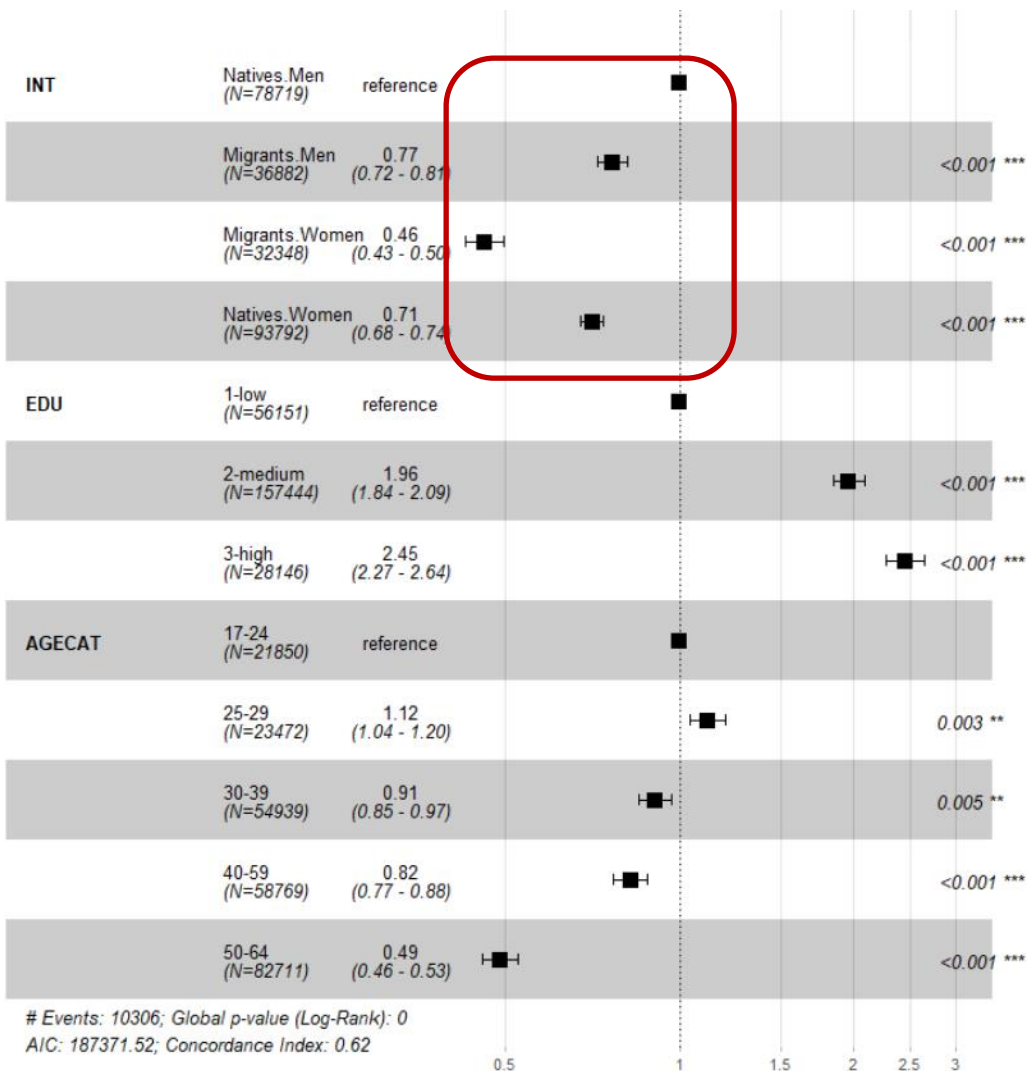 INT Natives.Men reference
(N=78719)
Migrants.Men 0.77 <0.001 ***
(N=36882) (0.72 - 0.81)
Migrants.Women 0.46 <0.001 ***
(N=32348) (0.43 - 0.50)
Natives.Women 0.71 <0.001 ***
(N=93792) (0.68 - 0.74)
EDU 1-low reference
(N=56151)
2-medium 1.96 <0.001 ***
(N=157444) (1.84 - 2.09)
3-high 2.45 <0.001 ***
(N=28146) (2.27 - 2.64)
AGECAT 17-24 reference
(N=21850)
25-29 1.12 0.003 **
(N=23472) (1.04 - 1.20)
30-39 0.91 0.005 **
(N=54939) (0.85 - 0.97)
40-59 0.82 <0.001 ***
(N=58769) (0.77 - 0.88)
50-64 0.49 <0.001 ***
(N=82711) (0.46 - 0.53)
# Events: 10306; Global p-value (Log-Rank): 0
AIC: 187371.52; Concordance Index: 0.62
0.5 1 1.5 2 2.5 3